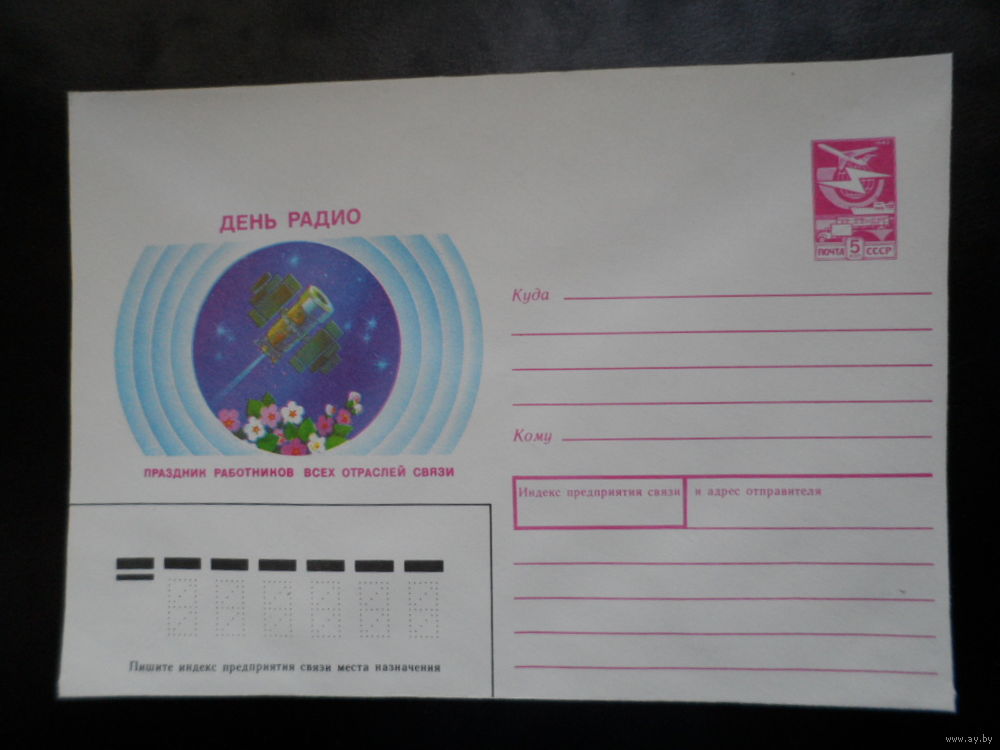 ДЕНЬ РАДИО
ПРАЗДНИК РАБОТНИКОВ ВСЕХ ОТРАСЛЕЙ СВЯЗИ
ПОЧТА 5 СССР
Куда
Кому
Индекс предприятия связи и адрес отправителя
Пишите индекс предприятия связи места назначения
www.ay.by